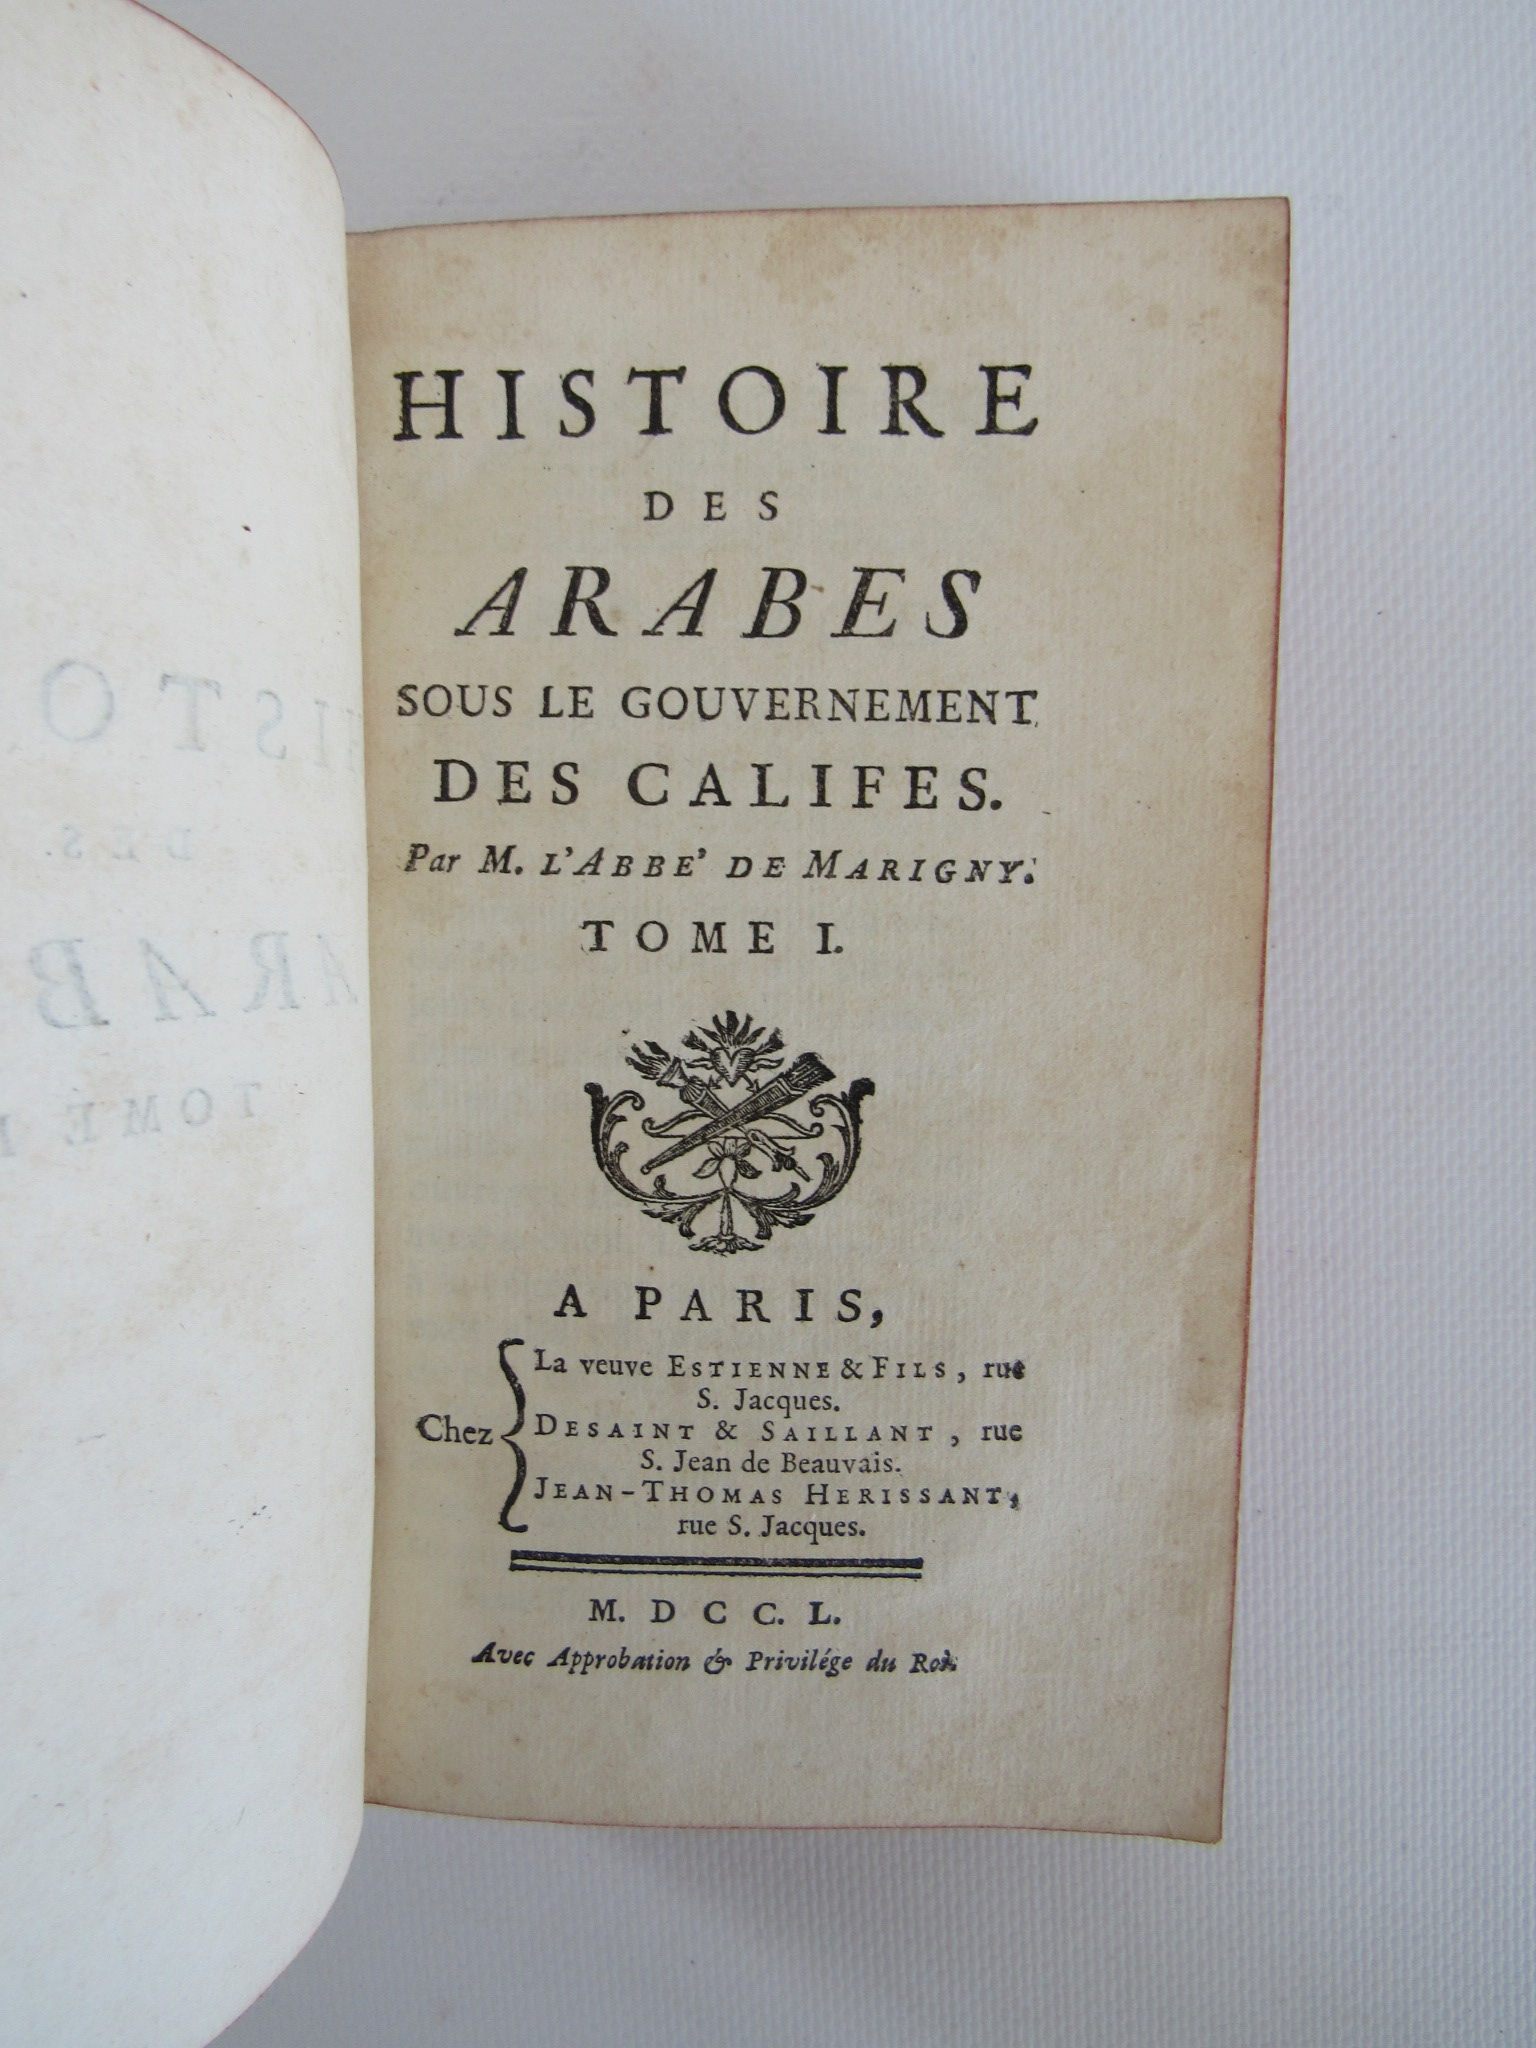 HISTOIRE
DES
ARABES
SOUS LE GOUVERNEMENT
DES CALIFES.
Par M. L'ABBE' DE MARIGNY.
TOME I.
A PARIS,
Chez
La veuve ESTIENNE & FILS, rue
S. Jacques.
DESAINT & SAILLANT, rue
S. Jean de Beauvais.
JEAN-THOMAS HERISSANT,
rue S. Jacques.
M. D C C. L.
Avec Approbation & Privilége du Roi.